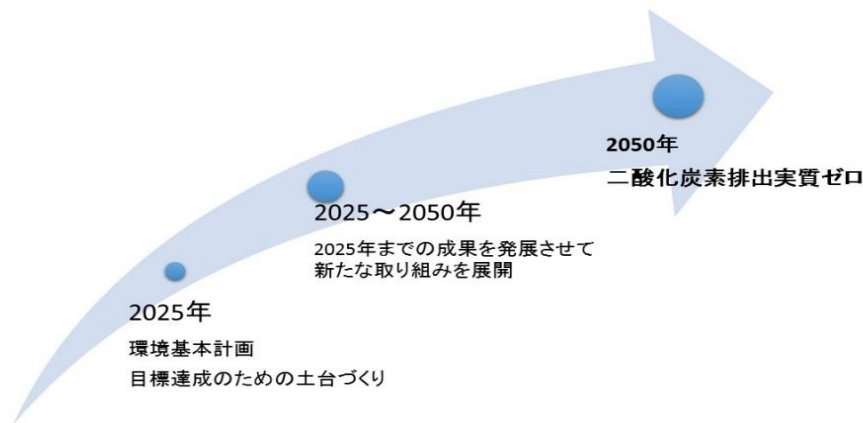 2050年
二酸化炭素排出実質ゼロ
2025～2050年
2025年までの成果を発展させて
新たな取り組みを展開
2025年
環境基本計画
目標達成のための土台づくり